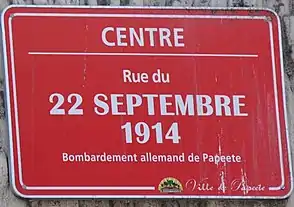 CENTRE
Rue du
22 SEPTEMBRE
1914
Bombardement allemand de Papeete
Ville de Papeete